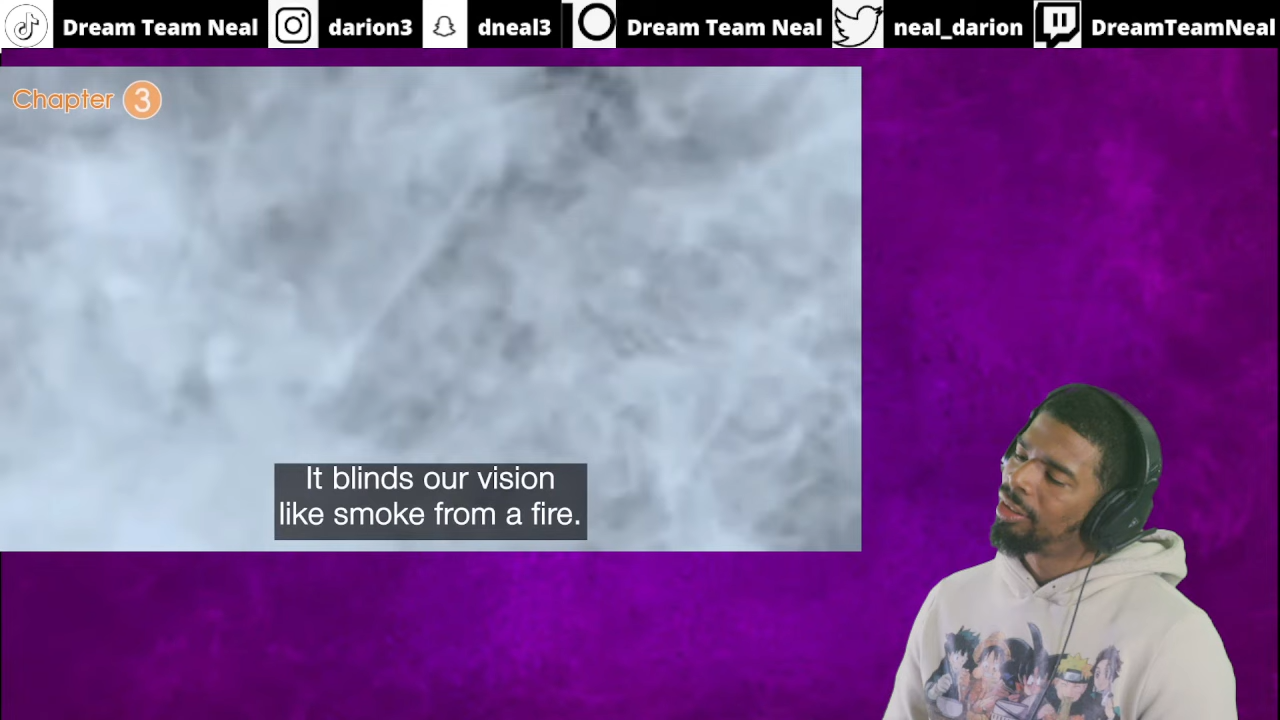 Dream Team Neal darion3 dneal3 Dream Team Neal neal_darion DreamTeamNeal
Chapter 3
It blinds our vision
like smoke from a fire.